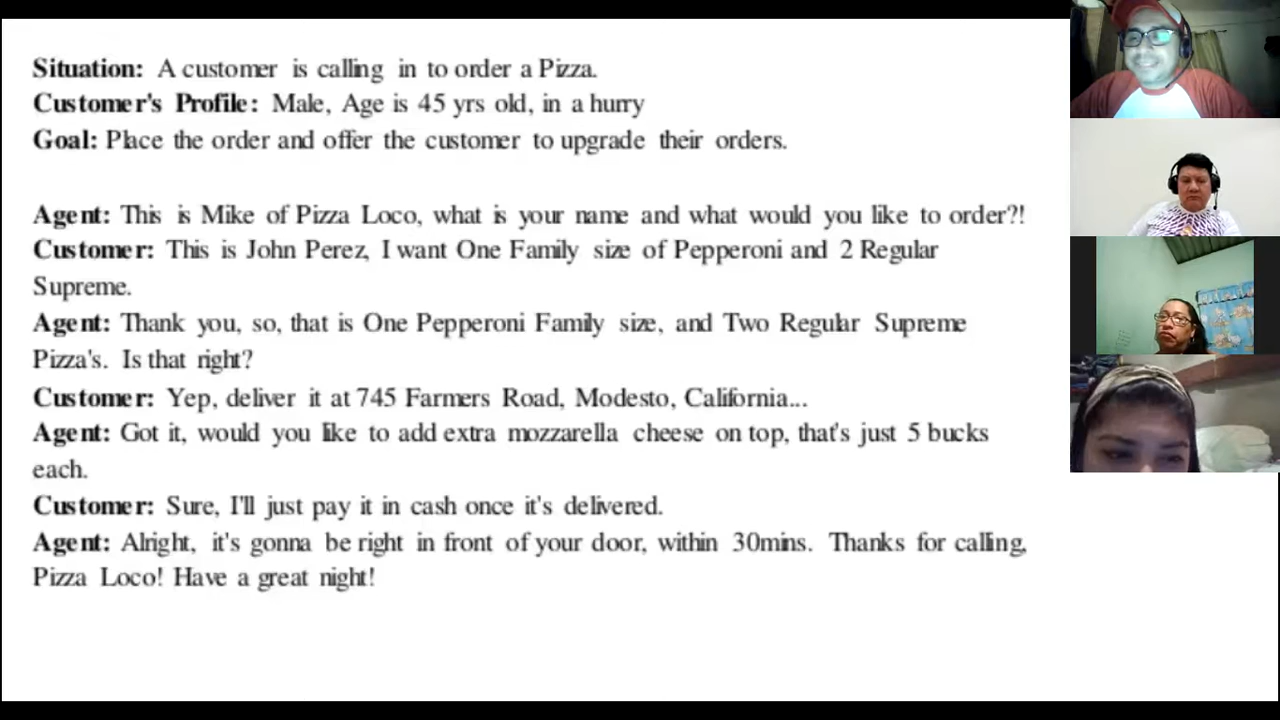 Situation: A customer is calling in to order a Pizza.
Customer's Profile: Male, Age is 45 yrs old, in a hurry
Goal: Place the order and offer the customer to upgrade their orders.
Agent: This is Mike of Pizza Loco, what is your name and what would you like to order?!
Customer: This is John Perez, I want One Family size of Pepperoni and 2 Regular
Supreme.
Agent: Thank you, so, that is One Pepperoni Family size, and Two Regular Supreme
Pizza's. Is that right?
Customer: Yep, deliver it at 745 Farmers Road, Modesto, California...
Agent: Got it, would you like to add extra mozzarella cheese on top, that's just 5 bucks
each.
Customer: Sure, I'll just pay it in cash once it's delivered.
Agent: Alright, it's gonna be right in front of your door, within 30mins. Thanks for calling,
Pizza Loco! Have a great night!